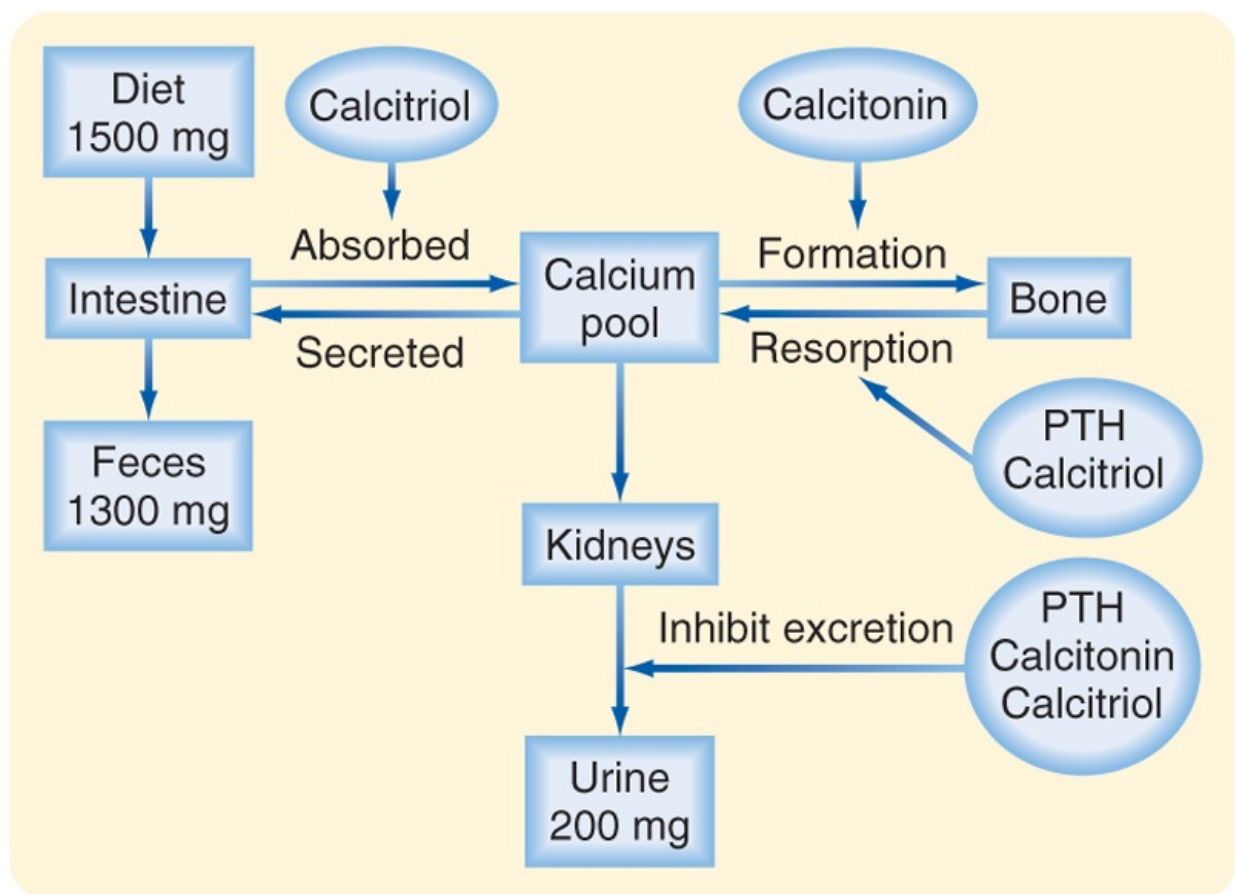 Diet
1500 mg
Calcitriol
Calcitonin
Absorbed
Formation
Intestine
Calcium
pool
Bone
Secreted
Resorption
Feces
1300 mg
PTH
Calcitriol
Kidneys
Inhibit excretion
PTH
Calcitonin
Calcitriol
Urine
200 mg